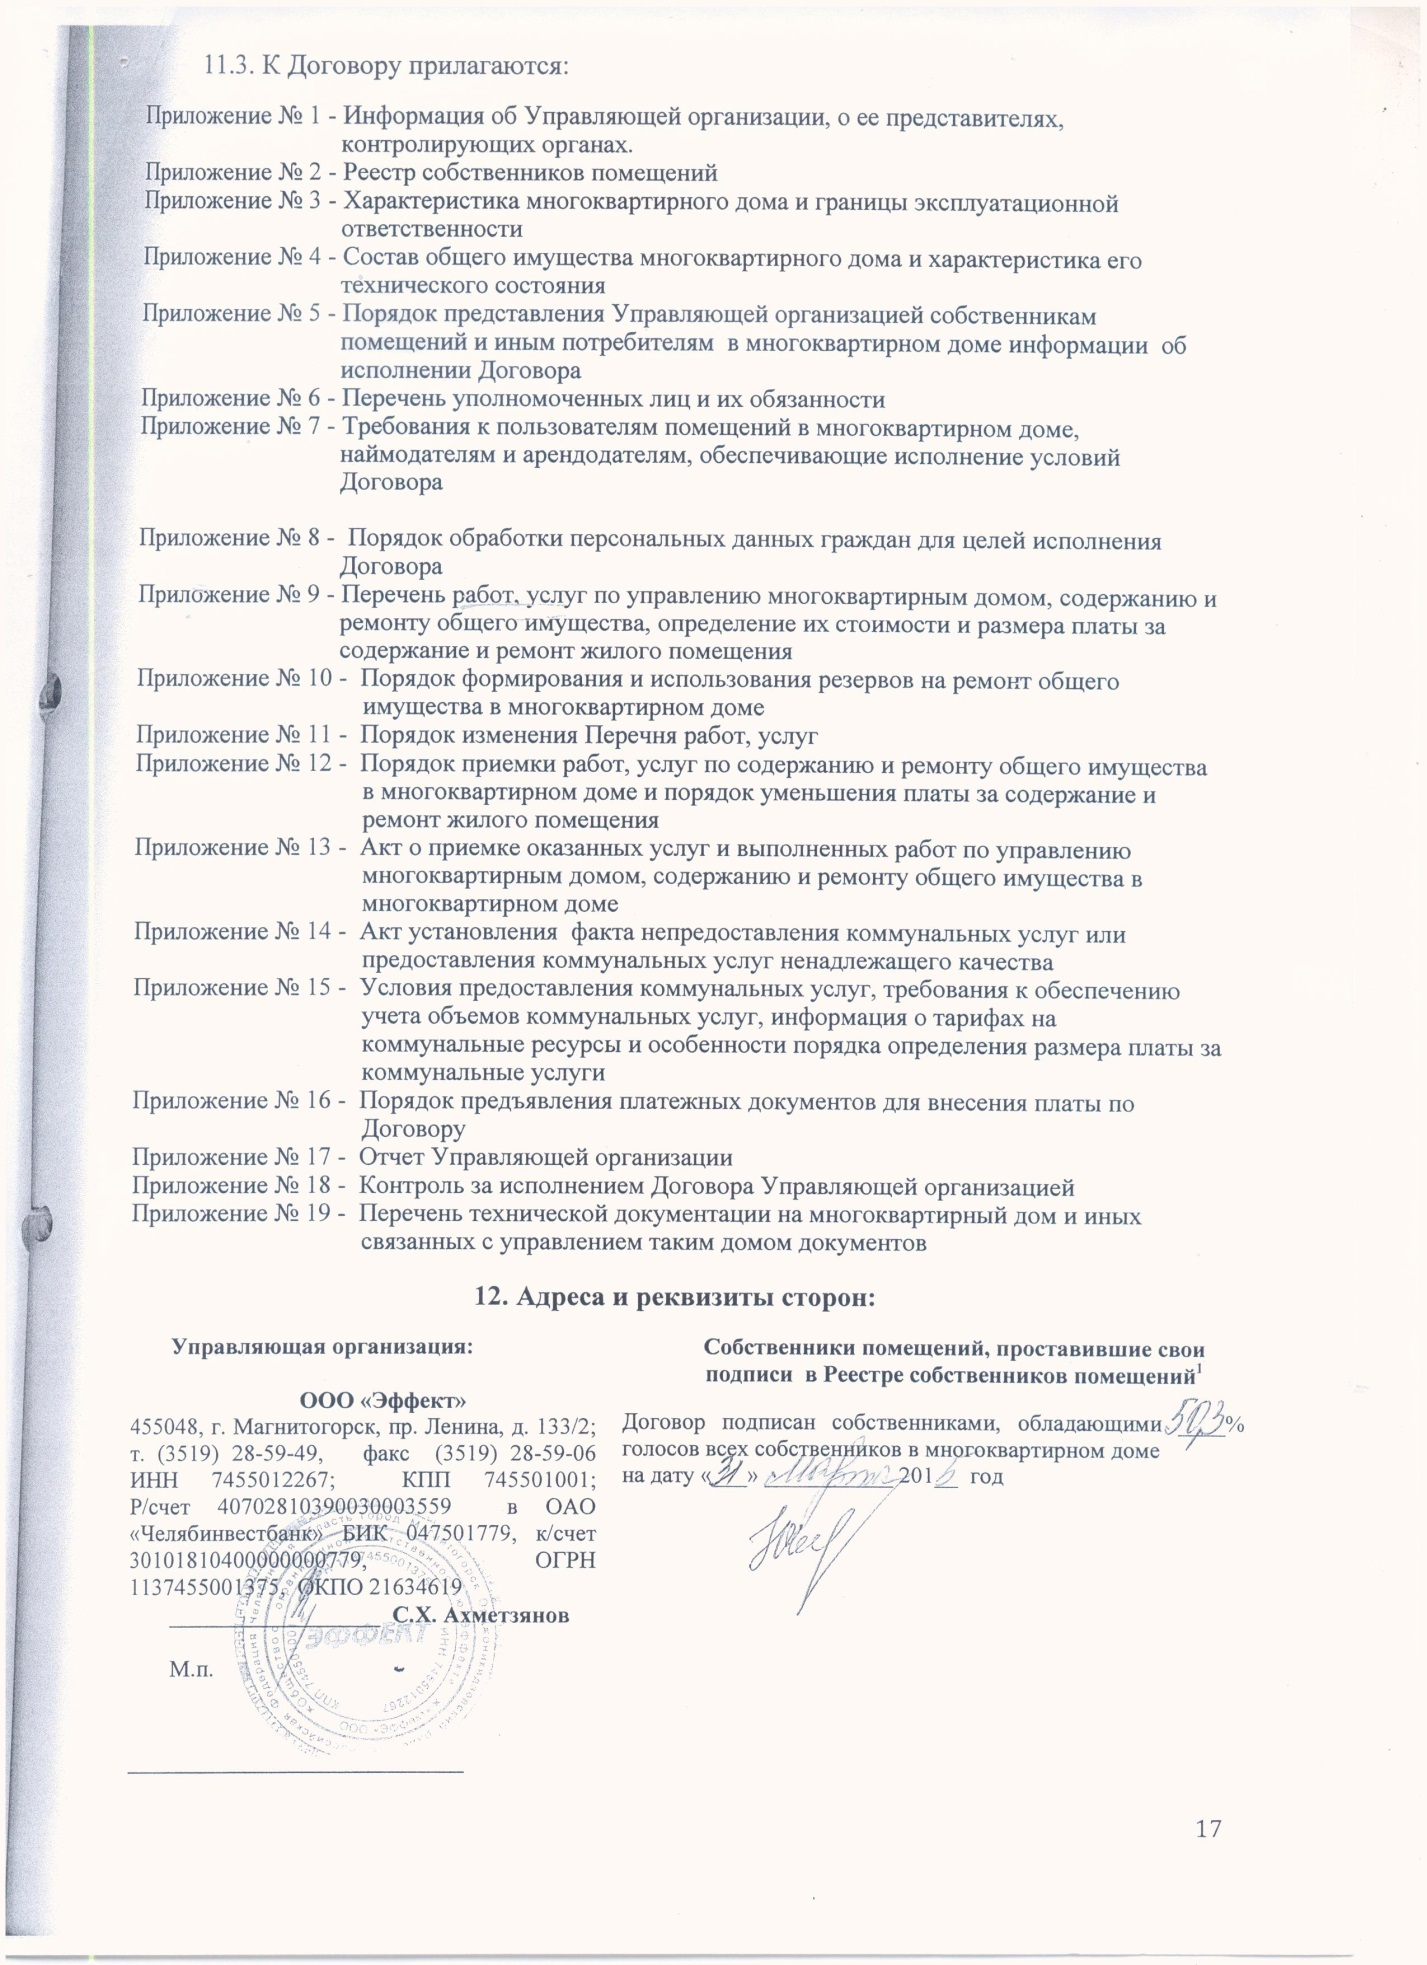 11.3. К Договору прилагаются:
Приложение № 1 - Информация об Управляющей организации, о ее представителях,
контролирующих органах.
Приложение № 2 - Реестр собственников помещений
Приложение № 3 - Характеристика многоквартирного дома и границы эксплуатационной
ответственности
Приложение № 4 - Состав общего имущества многоквартирного дома и характеристика его
технического состояния
Приложение № 5 - Порядок представления Управляющей организацией собственникам
помещений и иным потребителям в многоквартирном доме информации об
исполнении Договора
Приложение № 6 - Перечень уполномоченных лиц и их обязанности
Приложение № 7 - Требования к пользователям помещений в многоквартирном доме,
наймодателям и арендодателям, обеспечивающие исполнение условий
Договора
Приложение № 8 - Порядок обработки персональных данных граждан для целей исполнения
Договора
Приложение № 9 - Перечень работ, услуг по управлению многоквартирным домом, содержанию и
ремонту общего имущества, определение их стоимости и размера платы за
содержание и ремонт жилого помещения
Приложение № 10 - Порядок формирования и использования резервов на ремонт общего
имущества в многоквартирном доме
Приложение № 11 - Порядок изменения Перечня работ, услуг
Приложение № 12 - Порядок приемки работ, услуг по содержанию и ремонту общего имущества
в многоквартирном доме и порядок уменьшения платы за содержание и
ремонт жилого помещения
Приложение № 13 - Акт о приемке оказанных услуг и выполненных работ по управлению
многоквартирным домом, содержанию и ремонту общего имущества в
многоквартирном доме
Приложение № 14 - Акт установления факта непредоставления коммунальных услуг или
предоставления коммунальных услуг ненадлежащего качества
Приложение № 15 - Условия предоставления коммунальных услуг, требования к обеспечению
учета объемов коммунальных услуг, информация о тарифах на
коммунальные ресурсы и особенности порядка определения размера платы за
коммунальные услуги
Приложение № 16 - Порядок предъявления платежных документов для внесения платы по
Договору
Приложение № 17 - Отчет Управляющей организации
Приложение № 18 - Контроль за исполнением Договора Управляющей организацией
Приложение № 19 - Перечень технической документации на многоквартирный дом и иных
связанных с управлением таким домом документов
12. Адреса и реквизиты сторон:
Управляющая организация:
ООО «Эффект»
455048, г. Магнитогорск, пр. Ленина, д. 133/2;
т. (3519) 28-59-49, факс (3519) 28-59-06
ИНН 7455012267; КПП 745501001;
Р/счет 40702810390030003559 в ОАО
«Челябинвестбанк» БИК 047501779, к/счет
30101810400000000779, ОГРН
1137455001375, ОКПО 21634619
С.Х. Ахметзянов
М.п.
ЭФФЕКТ
Собственники помещений, проставившие свои
подписи в Реестре собственников помещений1
Договор подписан собственниками, обладающими 50,3%
голосов всех собственников в многоквартирном доме
на дату «31» марта 201 год
17